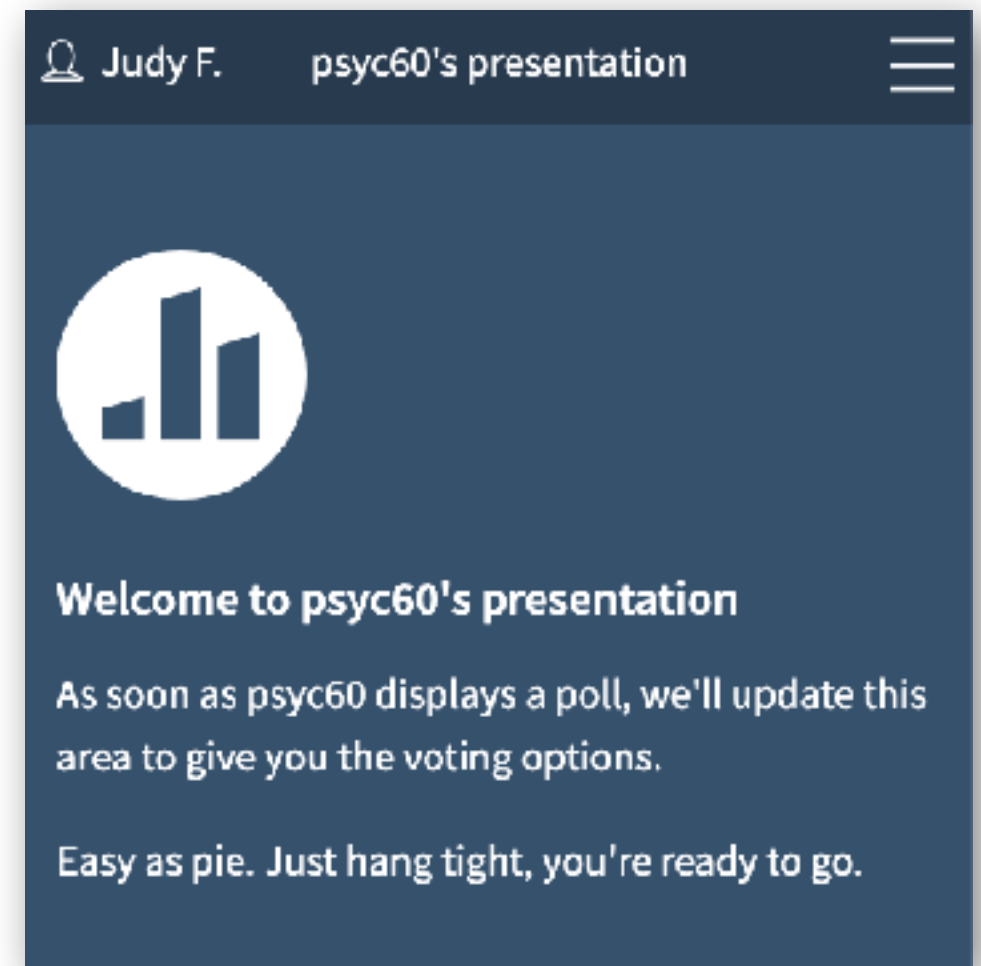 Judy F. psyc60's presentation
Welcome to psyc60's presentation
As soon as psyc60 displays a poll, we'll update this
area to give you the voting options.
Easy as pie. Just hang tight, you're ready to go.